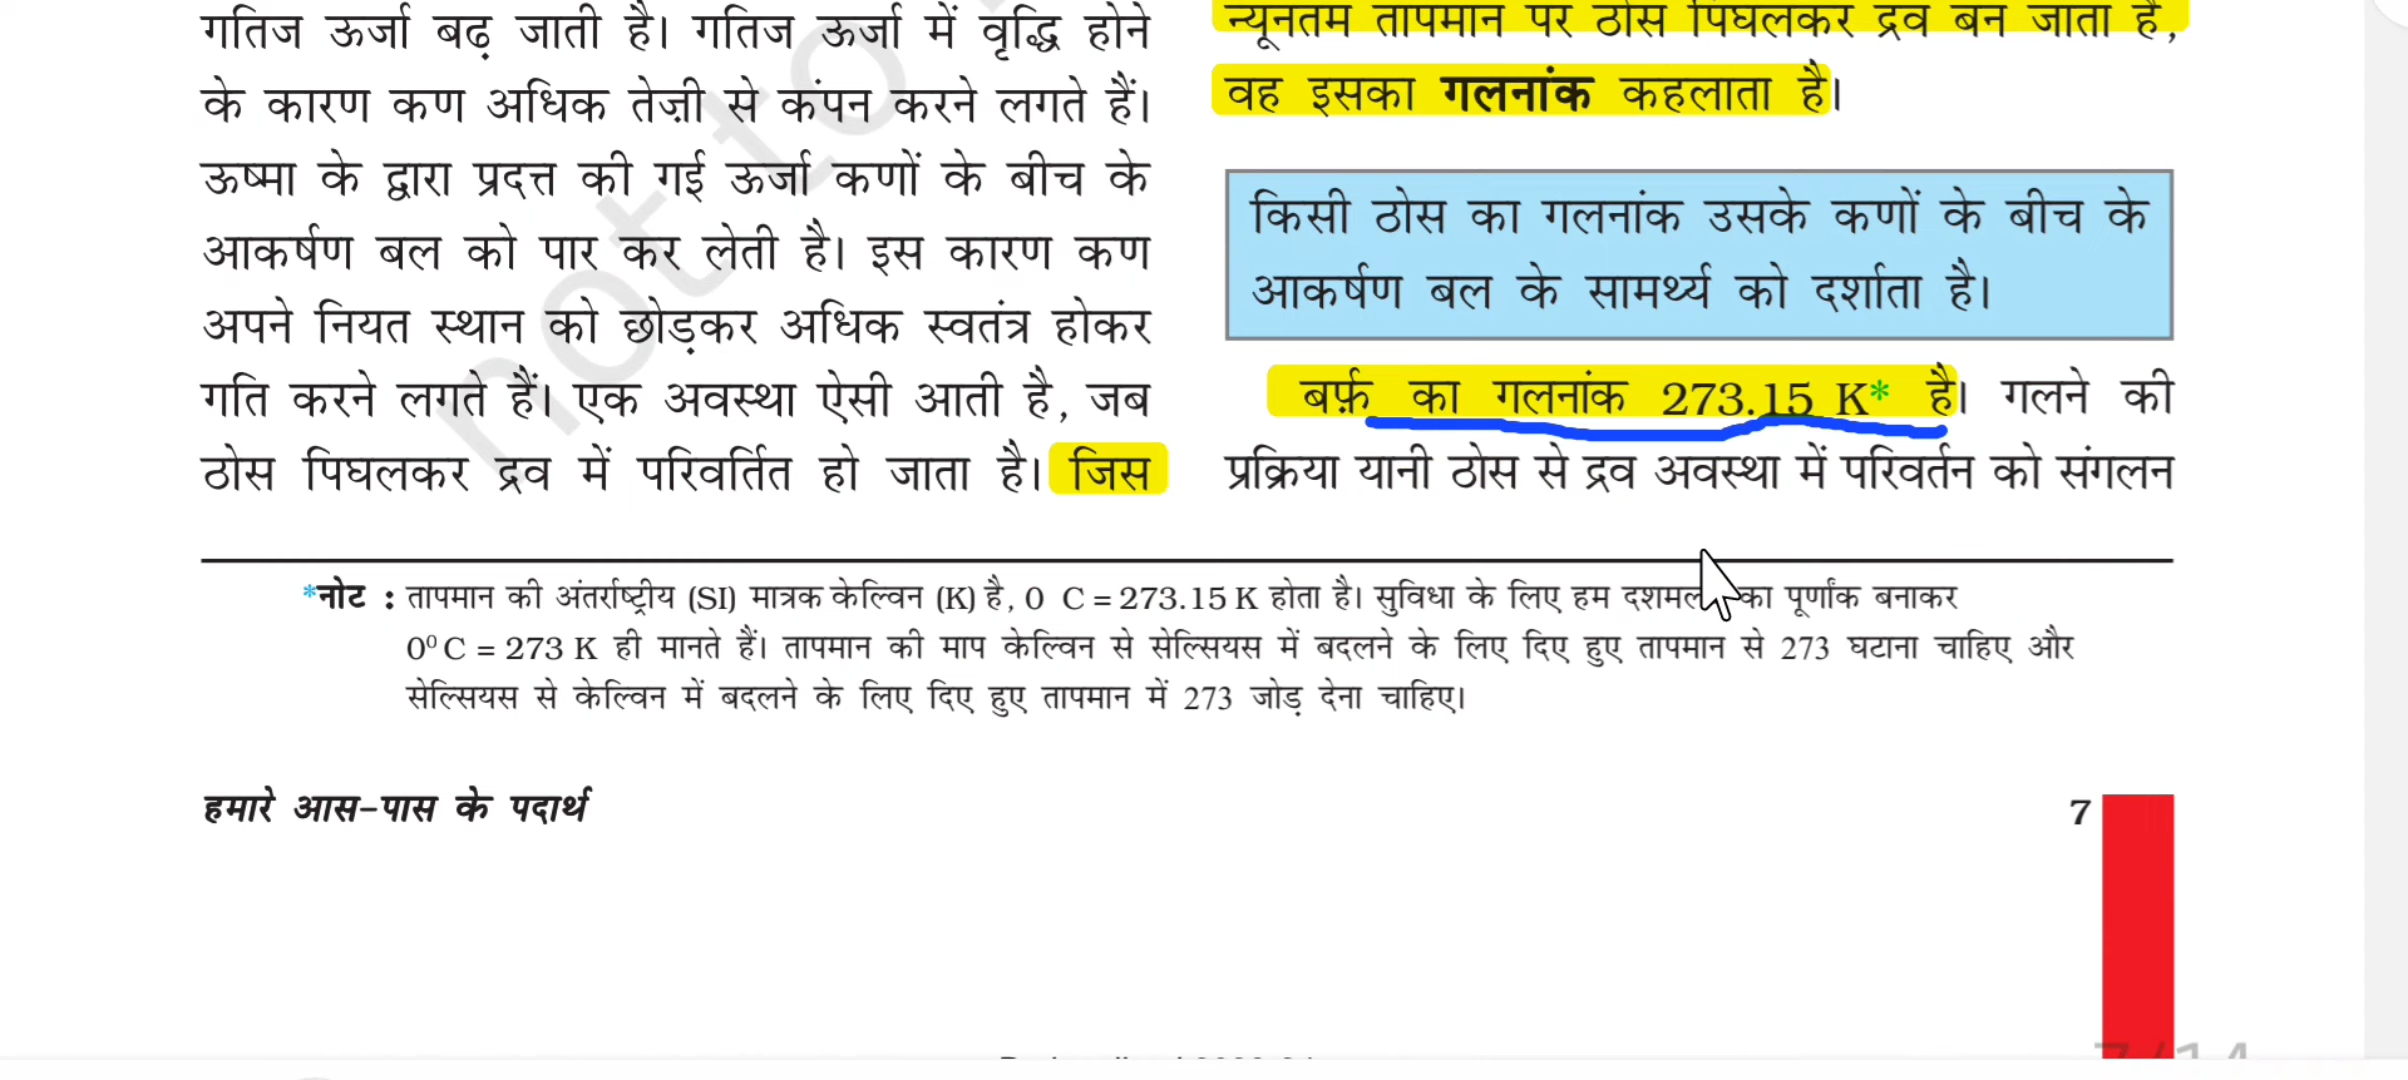 गतिज ऊर्जा बढ़ जाती है। गतिज ऊर्जा में वृद्धि होने
के कारण कण अधिक तेज़ी से कंपन करने लगते हैं।
ऊष्मा के द्वारा प्रदत्त की गई ऊर्जा कणों के बीच के
आकर्षण बल को पार कर लेती है। इस कारण कण
अपने नियत स्थान को छोड़कर अधिक स्वतंत्र होकर
गति करने लगते हैं। एक अवस्था ऐसी आती है, जब
ठोस पिघलकर द्रव में परिवर्तित हो जाता है। जिस
न्यूनतम तापमान पर ठोस पिघलकर द्रव बन जाता है,
वह इसका गलनांक कहलाता है।
किसी ठोस का गलनांक उसके कणों के बीच के
आकर्षण बल के सामर्थ्य को दर्शाता है।
बर्फ़ का गलनांक 273.15 K* है। गलने की
प्रक्रिया यानी ठोस से द्रव अवस्था में परिवर्तन को संगलन
*नोट : तापमान की अंतर्राष्ट्रीय (SI) मात्रक केल्विन (K) है, 0 C = 273.15 K होता है। सुविधा के लिए हम का पूर्णांक बनाकर
0⁰ C = 273 K ही मानते हैं। तापमान की माप केल्विन से सेल्सियस में बदलने के लिए दिए हुए तापमान से 273 घटाना चाहिए और
सेल्सियस से केल्विन में बदलने के लिए दिए हुए तापमान में 273 जोड़ देना चाहिए।
हमारे आस-पास के पदार्थ
7
not to